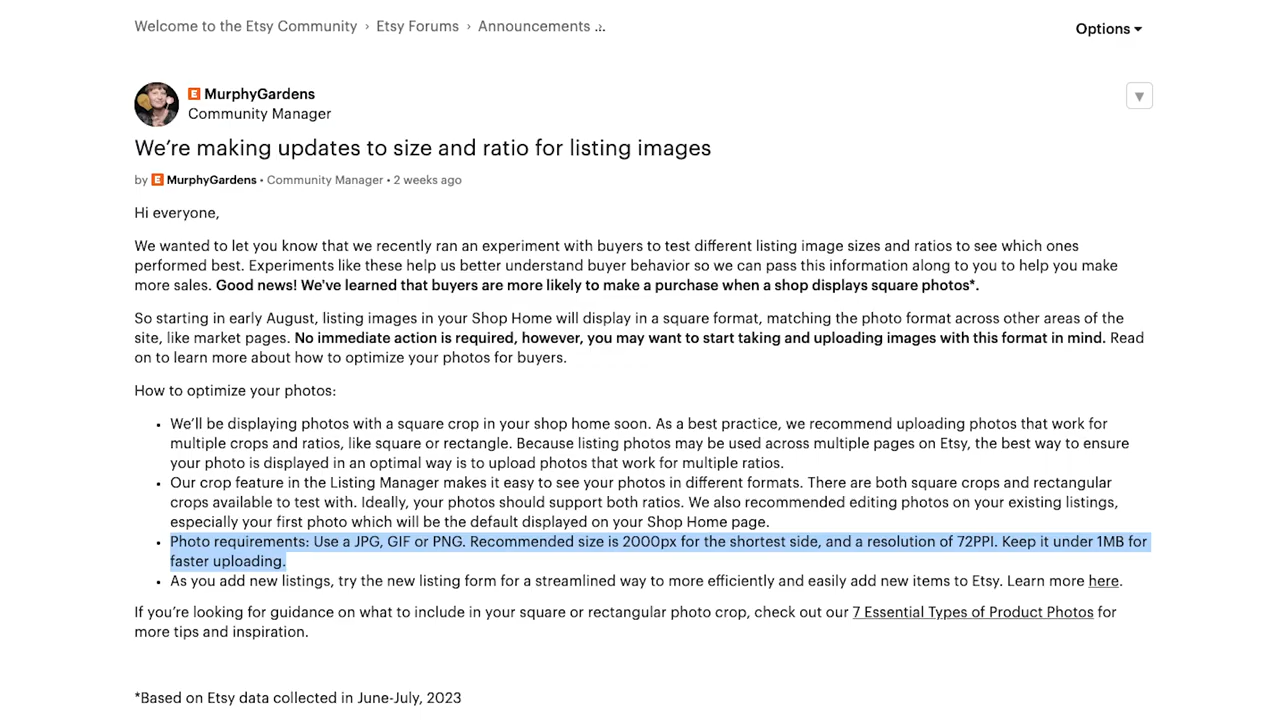 Welcome to the Etsy Community › Etsy Forums › Announcements ...
Options
E MurphyGardens
Community Manager
We’re making updates to size and ratio for listing images
by E MurphyGardens • Community Manager • 2 weeks ago
Hi everyone,
We wanted to let you know that we recently ran an experiment with buyers to test different listing image sizes and ratios to see which ones
performed best. Experiments like these help us better understand buyer behavior so we can pass this information along to you to help you make
more sales. Good news! We've learned that buyers are more likely to make a purchase when a shop displays square photos*.
So starting in early August, listing images in your Shop Home will display in a square format, matching the photo format across other areas of the
site, like market pages. No immediate action is required, however, you may want to start taking and uploading images with this format in mind. Read
on to learn more about how to optimize your photos for buyers.
How to optimize your photos:
• We’ll be displaying photos with a square crop in your shop home soon. As a best practice, we recommend uploading photos that work for
multiple crops and ratios, like square or rectangle. Because listing photos may be used across multiple pages on Etsy, the best way to ensure
your photo is displayed in an optimal way is to upload photos that work for multiple ratios.
• Our crop feature in the Listing Manager makes it easy to see your photos in different formats. There are both square crops and rectangular
crops available to test with. Ideally, your photos should support both ratios. We also recommended editing photos on your existing listings,
especially your first photo which will be the default displayed on your Shop Home page.
• Photo requirements: Use a JPG, GIF or PNG. Recommended size is 2000px for the shortest side, and a resolution of 72PPI. Keep it under 1MB for
faster uploading.
• As you add new listings, try the new listing form for a streamlined way to more efficiently and easily add new items to Etsy. Learn more here.
If you’re looking for guidance on what to include in your square or rectangular photo crop, check out our 7 Essential Types of Product Photos for
more tips and inspiration.
*Based on Etsy data collected in June-July, 2023